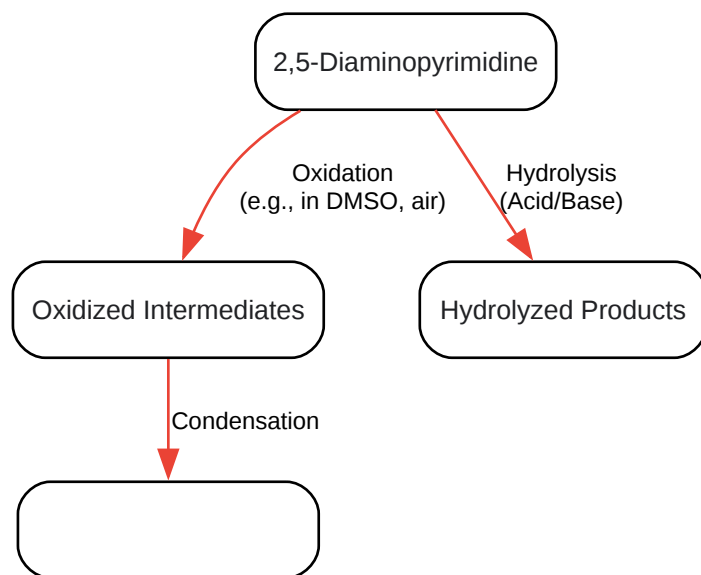 2,5-Diaminopyrimidine
Oxidation
(e.g., in DMSO, air)
Hydrolysis
(Acid/Base)
Oxidized Intermediates
Hydrolyzed Products
Condensation